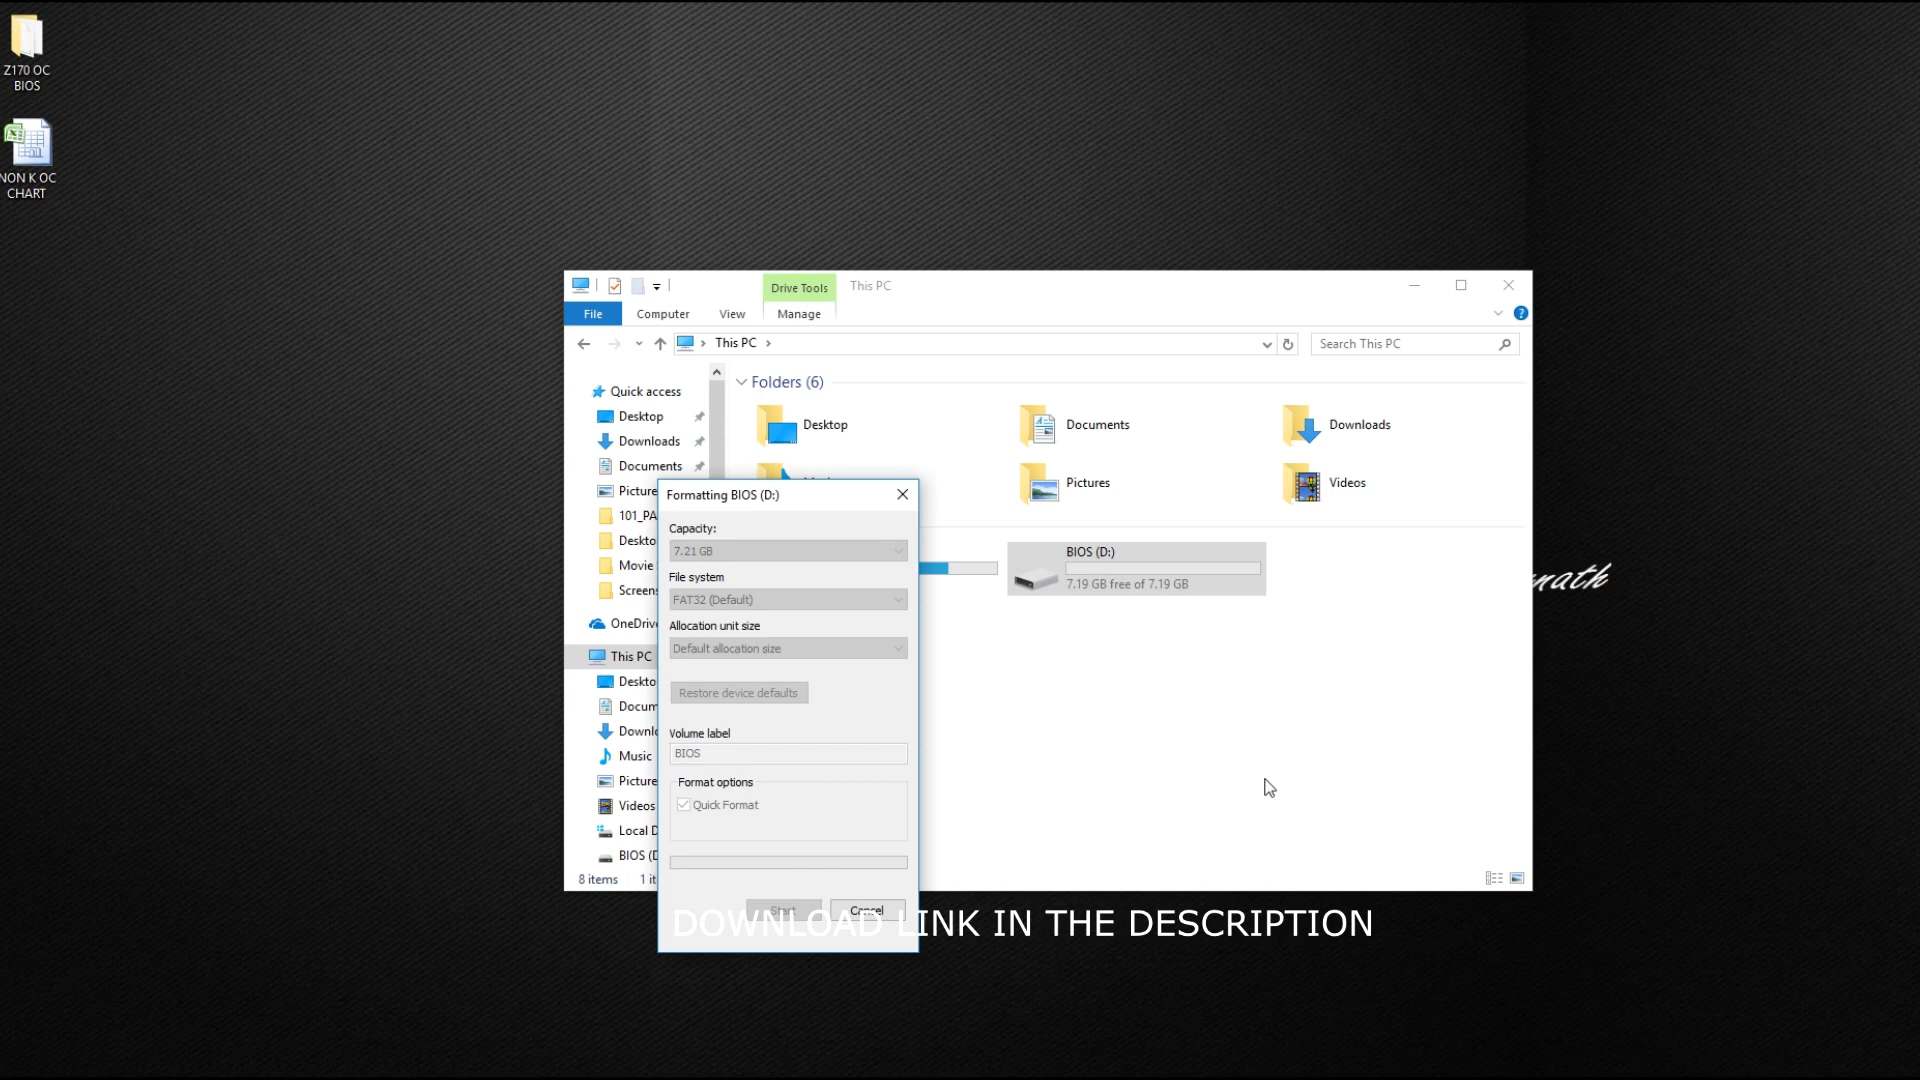 Z170 OC
BIOS
NON K OC
CHART
Drive Tools
This PC
File
Computer
View
Manage
This PC
Search This PC
Quick access
Desktop
Downloads
Documents
Picture
101_PA
Deskto
Movie
Screens
OneDrive
This PC
Deskto
Docum
Downlo
Music
Picture
Videos
Local D
BIOS (D
8 items
1 it
Folders (6)
Desktop
Documents
Downloads
Pictures
Videos
BIOS (D:)
7.19 GB free of 7.19 GB
Formatting BIOS (D:)
Capacity:
7.21 GB
File system
FAT32 (Default)
Allocation unit size
Default allocation size
Restore device defaults
Volume label
BIOS
Format options
Quick Format
Start
Cancel
DOWNLOAD LINK IN THE DESCRIPTION